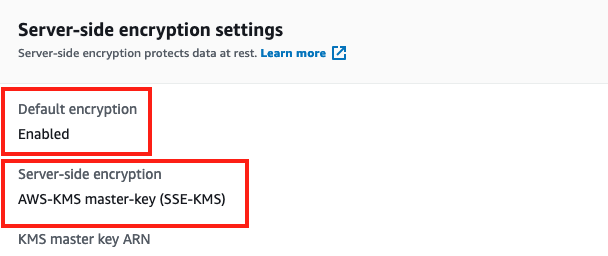 Server-side encryption settings
Server-side encryption protects data at rest. Learn more
Default encryption
Enabled
Server-side encryption
AWS-KMS master-key (SSE-KMS)
KMS master key ARN